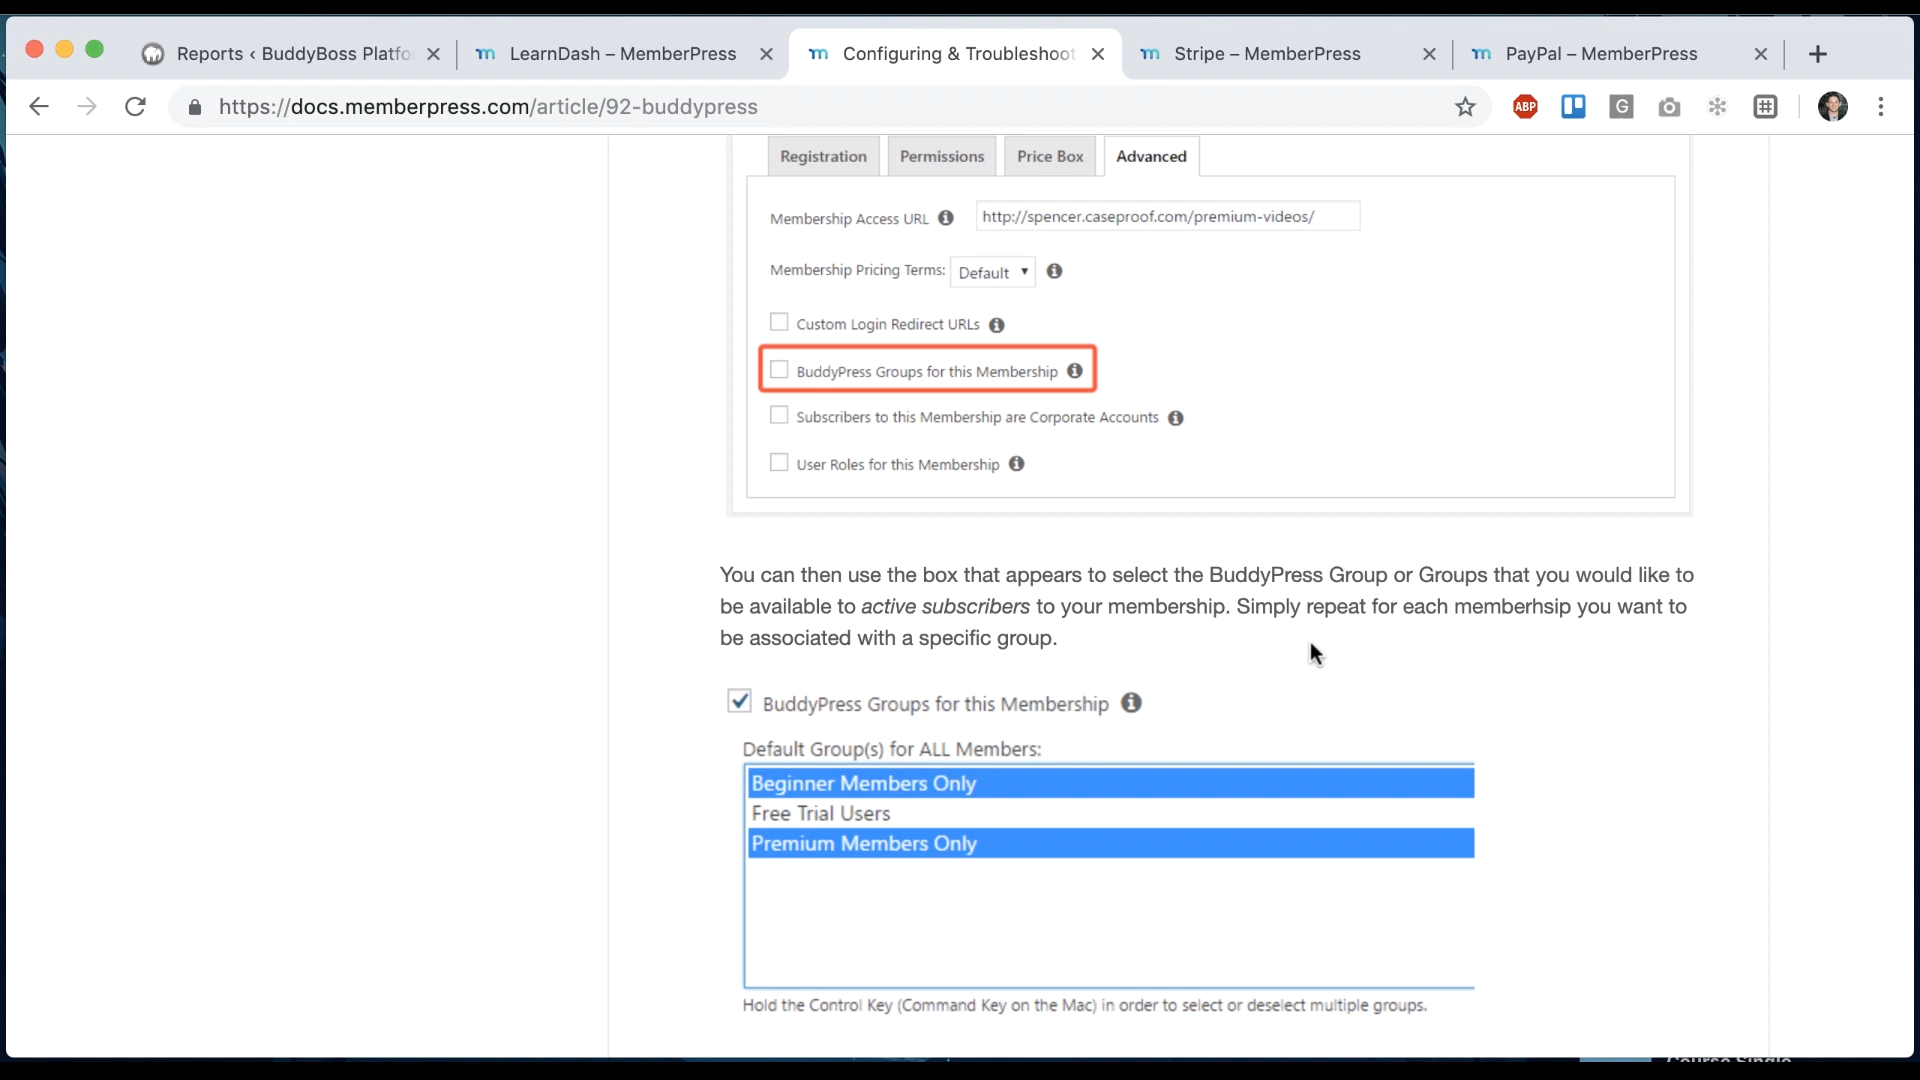 Reports ‹ BuddyBoss Platfo
LearnDash – MemberPress
Configuring & Troubleshoot
Stripe – MemberPress
PayPal – MemberPress
https://docs.memberpress.com/article/92-buddypress
ABP
G
Registration
Permissions
Price Box
Advanced
Membership Access URL
http://spencer.caseproof.com/premium-videos/
Membership Pricing Terms:
Default
Custom Login Redirect URLs
BuddyPress Groups for this Membership
Subscribers to this Membership are Corporate Accounts
User Roles for this Membership
You can then use the box that appears to select the BuddyPress Group or Groups that you would like to
be available to active subscribers to your membership. Simply repeat for each memberhsip you want to
be associated with a specific group.
BuddyPress Groups for this Membership
Default Group(s) for ALL Members:
Beginner Members Only
Free Trial Users
Premium Members Only
Hold the Control Key (Command Key on the Mac) in order to select or deselect multiple groups.
Course Single